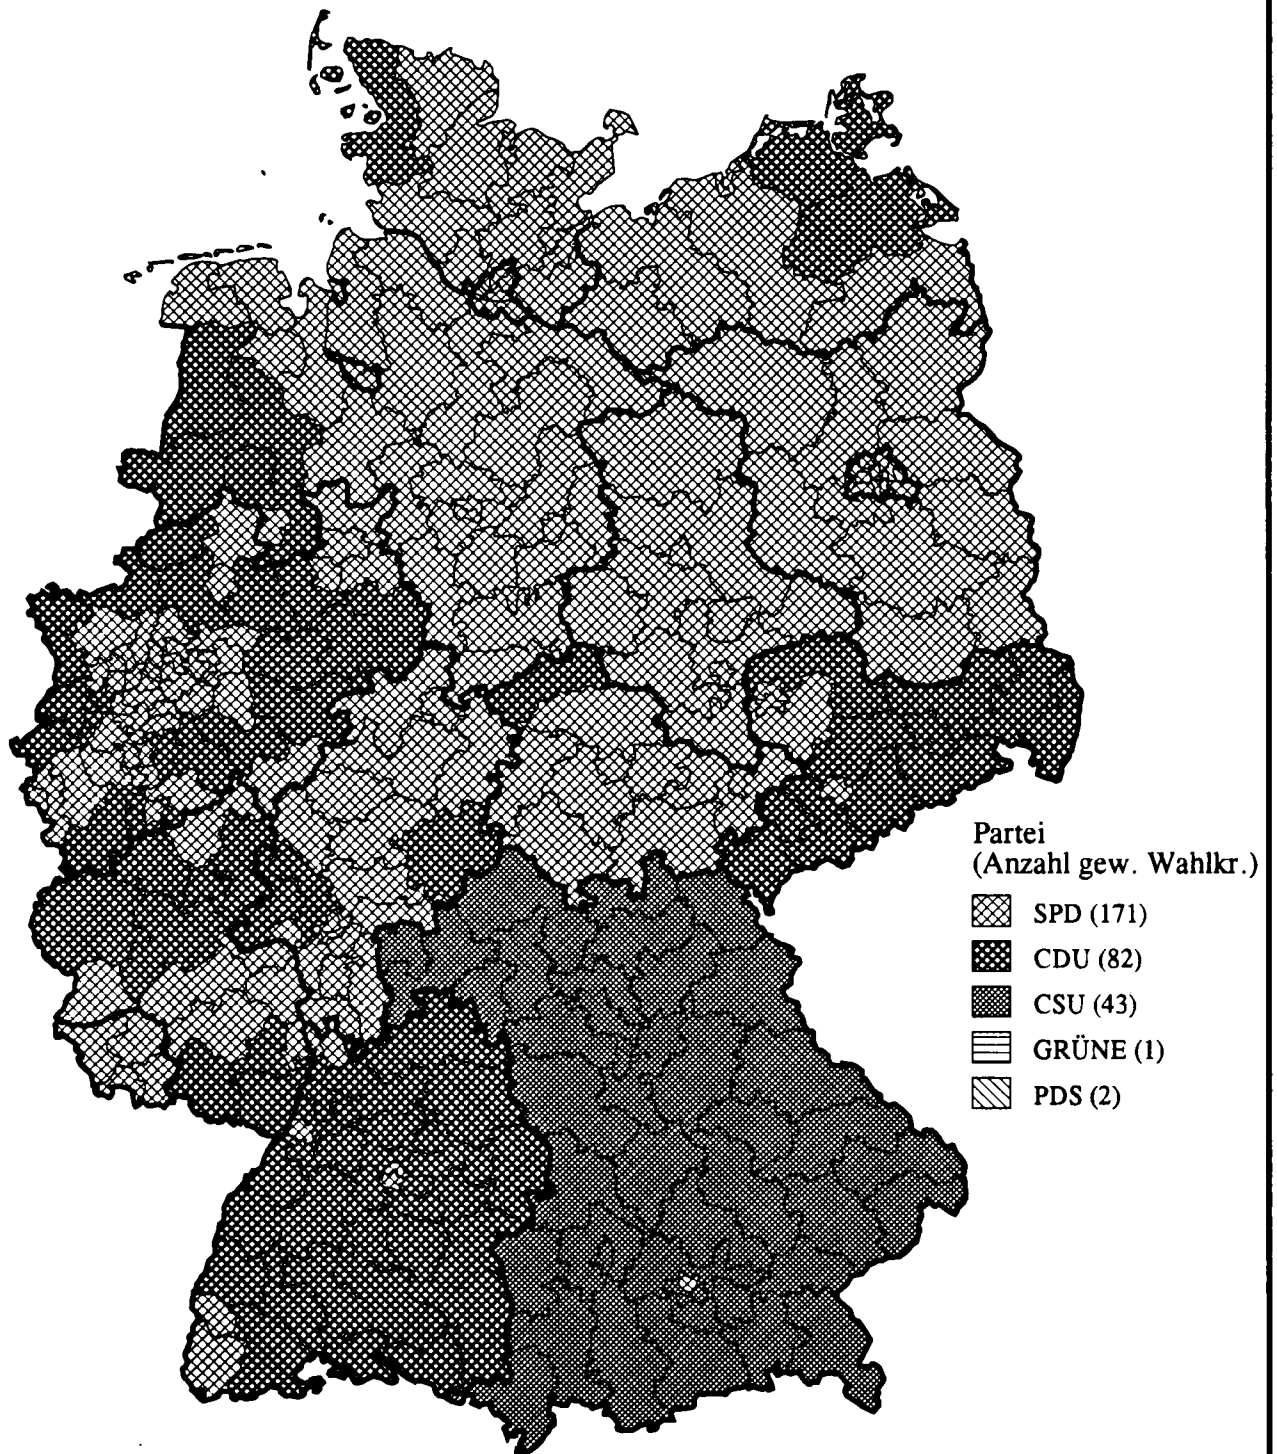 Partei
(Anzahl gew. Wahlkr.)
SPD (171)
CDU (82)
CSU (43)
GRÜNE (1)
PDS (2)